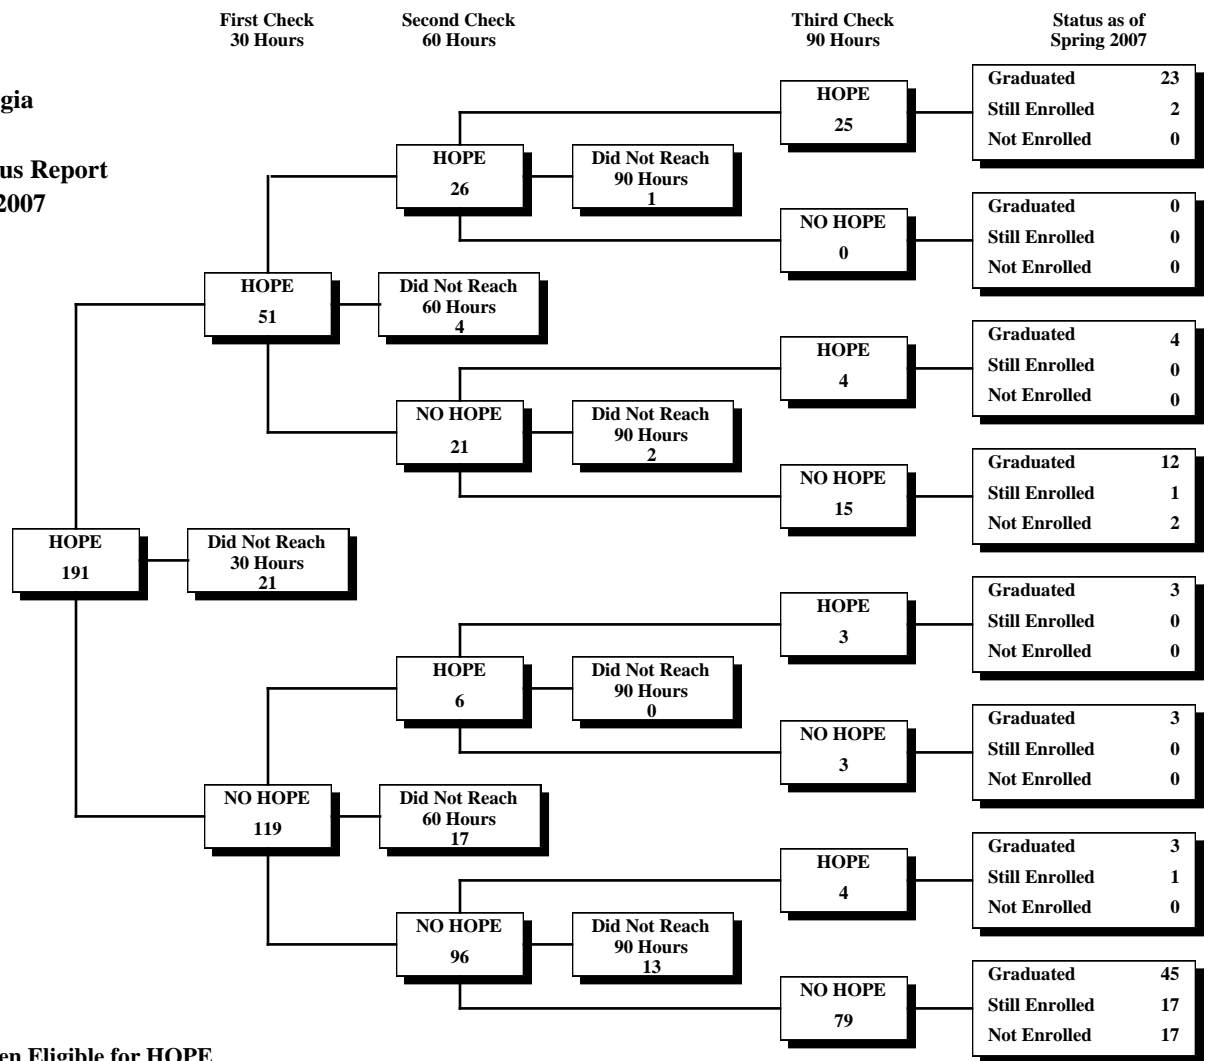 First Check
30 Hours
Second Check
60 Hours
Third Check
90 Hours
Status as of
Spring 2007
gia
us Report
2007
HOPE
25
Graduated 23
Still Enrolled 2
Not Enrolled 0
HOPE
26
Did Not Reach
90 Hours
1
NO HOPE
0
Graduated 0
Still Enrolled 0
Not Enrolled 0
HOPE
51
Did Not Reach
60 Hours
4
HOPE
4
Graduated 4
Still Enrolled 0
Not Enrolled 0
NO HOPE
21
Did Not Reach
90 Hours
2
NO HOPE
15
Graduated 12
Still Enrolled 1
Not Enrolled 2
HOPE
191
Did Not Reach
30 Hours
21
HOPE
3
Graduated 3
Still Enrolled 0
Not Enrolled 0
HOPE
6
Did Not Reach
90 Hours
0
NO HOPE
3
Graduated 3
Still Enrolled 0
Not Enrolled 0
NO HOPE
119
Did Not Reach
60 Hours
17
HOPE
4
Graduated 3
Still Enrolled 1
Not Enrolled 0
NO HOPE
96
Did Not Reach
90 Hours
13
NO HOPE
79
Graduated 45
Still Enrolled 17
Not Enrolled 17
en Eligible for HOPE